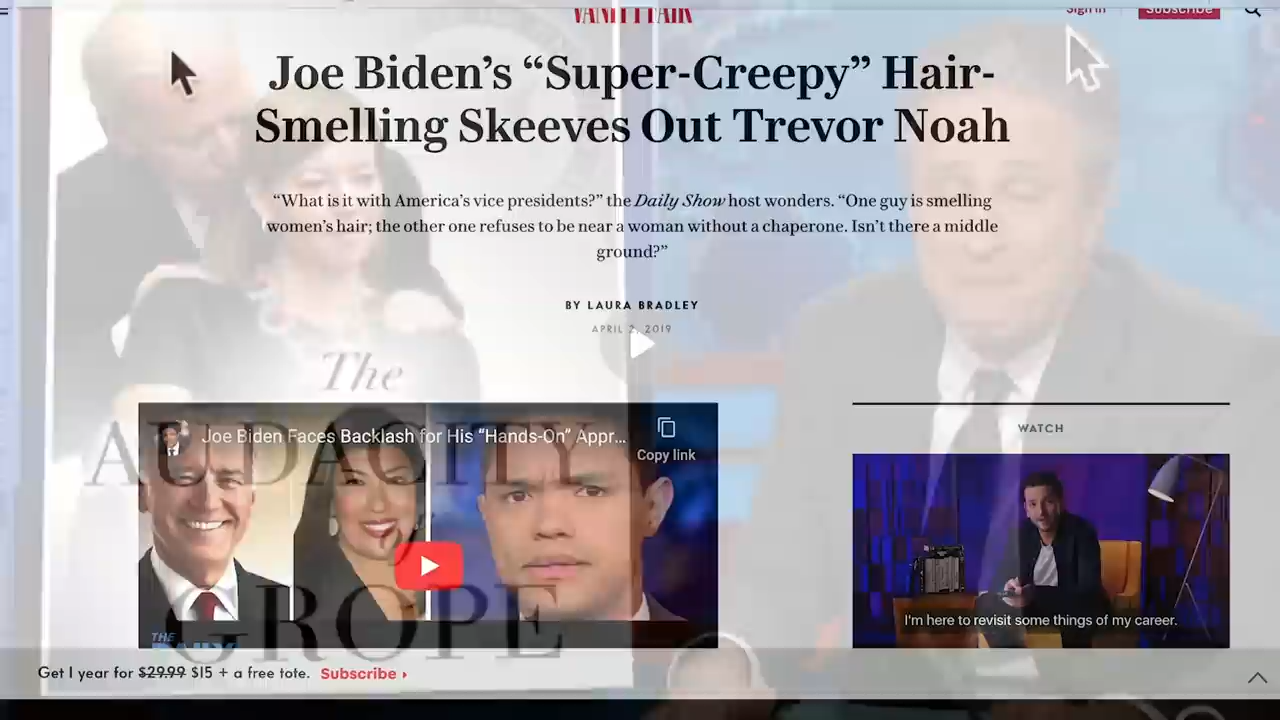 VANITY FAIR
Sign In
Subscribe
Joe Biden’s “Super-Creepy” Hair-
Smelling Skeeves Out Trevor Noah
“What is it with America’s vice presidents?” the Daily Show host wonders. “One guy is smelling
women’s hair; the other one refuses to be near a woman without a chaperone. Isn’t there a middle
ground?”
BY LAURA BRADLEY
APRIL 2, 2019
The
AUDACITY
GROPE
Joe Biden Faces Backlash for His “Hands-On” Appr...
Copy link
THE
DAILY
WATCH
I'm here to revisit some things of my career.
Get 1 year for $29.99 $15 + a free tote. Subscribe